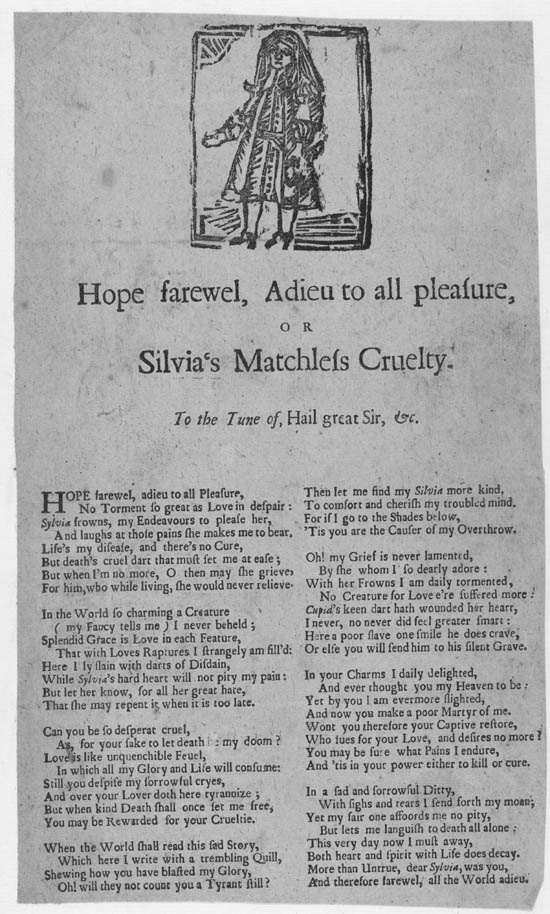 Hope farewel, Adieu to all pleaſure,
OR
Silvia's Matchleſs Cruelty.
To the Tune of, Hail great Sir, &c.
HOPE farewel, adieu to all Pleaſure,
No Torment ſo great as Love in deſpair:
Sylvia frowns, my Endeavours to pleaſe her,
And laughs at thoſe pains ſhe makes me to bear.
Life's my diſeaſe, and there's no Cure,
But death's cruel dart that muſt ſet me at eaſe;
But when I'm no more, O then may ſhe grieve,
For him, who while living, ſhe would never relieve.
In the World ſo charming a Creature
(my Fancy tells me) I never beheld;
Splendid Grace is Love in each Feature,
That with Loves Raptures I ſtrangely am fill'd:
Here I ly ſlain with darts of Diſdain,
While Sylvia's hard heart will not pity my pain:
But let her know, for all her great hate,
That ſhe may repent it when it is too late.
Can you be ſo deſperat cruel,
As, for your ſake to let death my doom?
Love is like unquenchible Feuel,
In which all my Glory and Life will conſume:
Still you deſpiſe my ſorrowful cryes,
And over your Lover doth here tyrannize;
But when kind Death ſhall once ſet me free,
You may be Rewarded for your Crueltie.
When the World ſhall read this ſad Story,
Which here I write with a trembling Quill,
Shewing how you have blaſted my Glory,
Oh! will they not count you a Tyrant ſtill?
Then let me find my Silvia more kind,
To comfort and cheriſh my troubled mind.
For if I go to the Shades below,
'Tis you are the Cauſer of my Overthrow.
Oh! my Grief is never lamented,
By ſhe whom I ſo dearly adore:
With her Frowns I am daily tormented,
No Creature for Love e're ſuffered more:
Cupid's keen dart hath wounded her heart,
I never, no never did feel greater ſmart:
Here a poor ſlave one ſmile he does crave,
Or elſe you will ſend him to his ſilent Grave.
In your Charms I daily delighted,
And ever thought you my Heaven to be:
Yet by you I am evermore ſlighted,
And now you make a poor Martyr of me.
Wont you therefore your Captive reſtore,
Who ſues for your Love, and deſires no more?
You may be ſure what Pains I endure,
And 'tis in your power either to kill or cure.
In a ſad and ſorrowful Ditty,
With ſighs and tears I ſend forth my moan;
Yet my fair one affoords me no pity,
But lets me languiſh to death all alone:
This very day now I muſt away,
Both heart and ſpirit with Life does decay.
More than Untrue, dear Sylvia, was you,
And therefore farewel, all the World adieu.